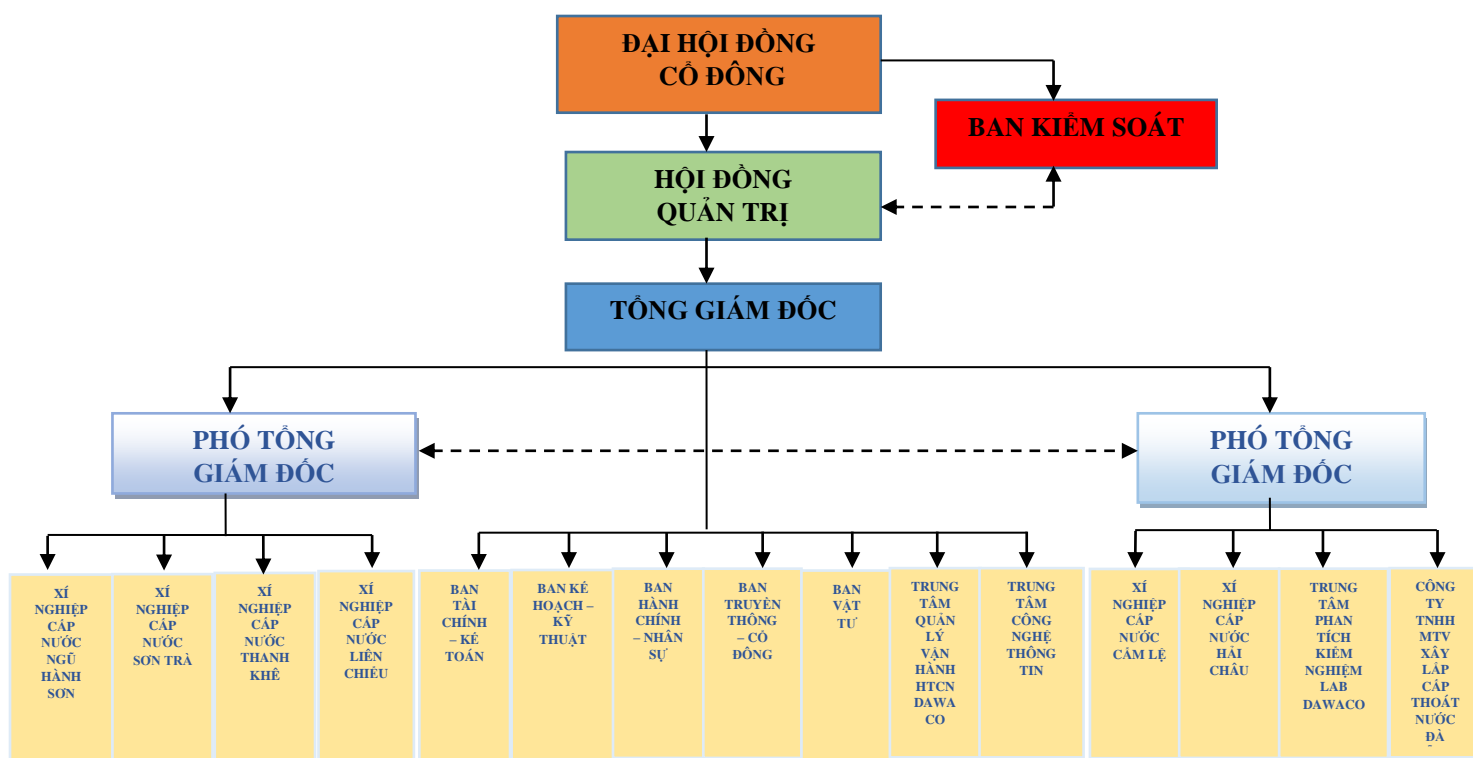 ĐẠI HỘI ĐỒNG
CỔ ĐÔNG
BAN KIỂM SOÁT
HỘI ĐỒNG
QUẢN TRỊ
TỔNG GIÁM ĐỐC
PHÓ TỔNG
GIÁM ĐỐC
PHÓ TỔNG
GIÁM ĐỐC
XÍ
NGHIỆP
CẤP
NƯỚC
NGŨ
HÀNH
SƠN
XÍ
NGHIỆP
CẤP
NƯỚC
SƠN TRÀ
XÍ
NGHIỆP
CẤP
NƯỚC
THANH
KHÊ
XÍ
NGHIỆP
CẤP
NƯỚC
LIÊN
CHIỂU
BAN
TÀI
CHÍNH
– KẾ
TOÁN
BAN KẾ
HOẠCH –
KỸ
THUẬT
BAN
HÀNH
CHÍNH
– NHÂN
SỰ
BAN
TRUYỀN
THÔNG
– CỔ
ĐÔNG
BAN
VẬT
TƯ
TRUNG
TÂM
QUẢN
LÝ
VẬN
HÀNH
HTCN
DAWA
CO
TRUNG
TÂM
CÔNG
NGHỆ
THÔNG
TIN
XÍ
NGHIỆP
CẤP
NƯỚC
CẨM LỆ
XÍ
NGHIỆP
CẤP
NƯỚC
HẢI
CHÂU
TRUNG
TÂM
PHAN
TÍCH
KIỂM
NGHIỆM
LAB
DAWACO
CÔNG
TY
TNHH
MTV
XÂY
LẮP
CẤP
THOÁT
NƯỚC
ĐÀ